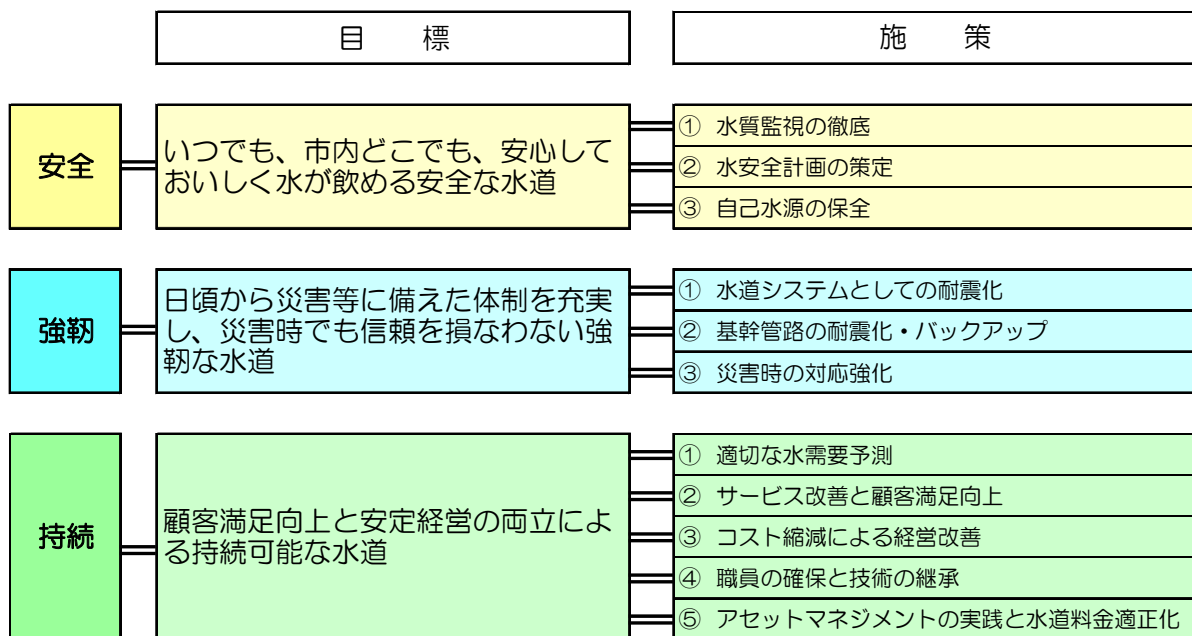 目　標
施　策
安全
いつでも、市内どこでも、安心して
おいしく水が飲める安全な水道
① 水質監視の徹底
② 水安全計画の策定
③ 自己水源の保全
強靭
日頃から災害等に備えた体制を充実
し、災害時でも信頼を損なわない強
靭な水道
① 水道システムとしての耐震化
② 基幹管路の耐震化・バックアップ
③ 災害時の対応強化
持続
顧客満足向上と安定経営の両立によ
る持続可能な水道
① 適切な水需要予測
② サービス改善と顧客満足向上
③ コスト縮減による経営改善
④ 職員の確保と技術の継承
⑤ アセットマネジメントの実践と水道料金適正化